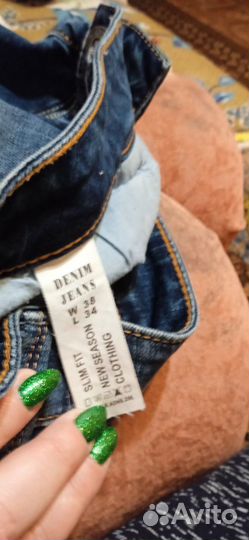 DENIM
JEANS
W 38
L 34
SLIM FIT
NEW SEASON
CLOTHING
Avito